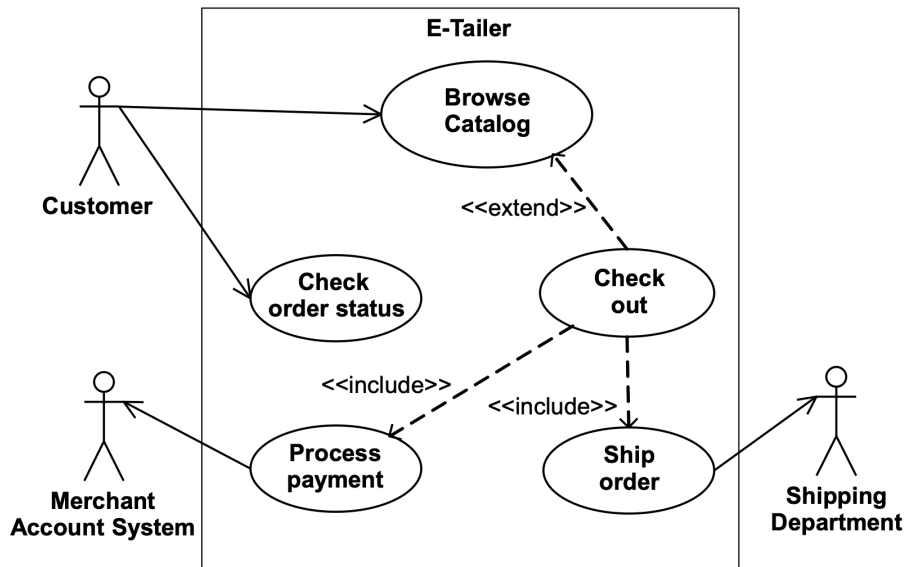 E-Tailer
Browse
Catalog
Customer
<<extend>>
Check
order status
Check
out
<<include>>
<<include>>
Process
payment
Ship
order
Merchant
Account System
Shipping
Department